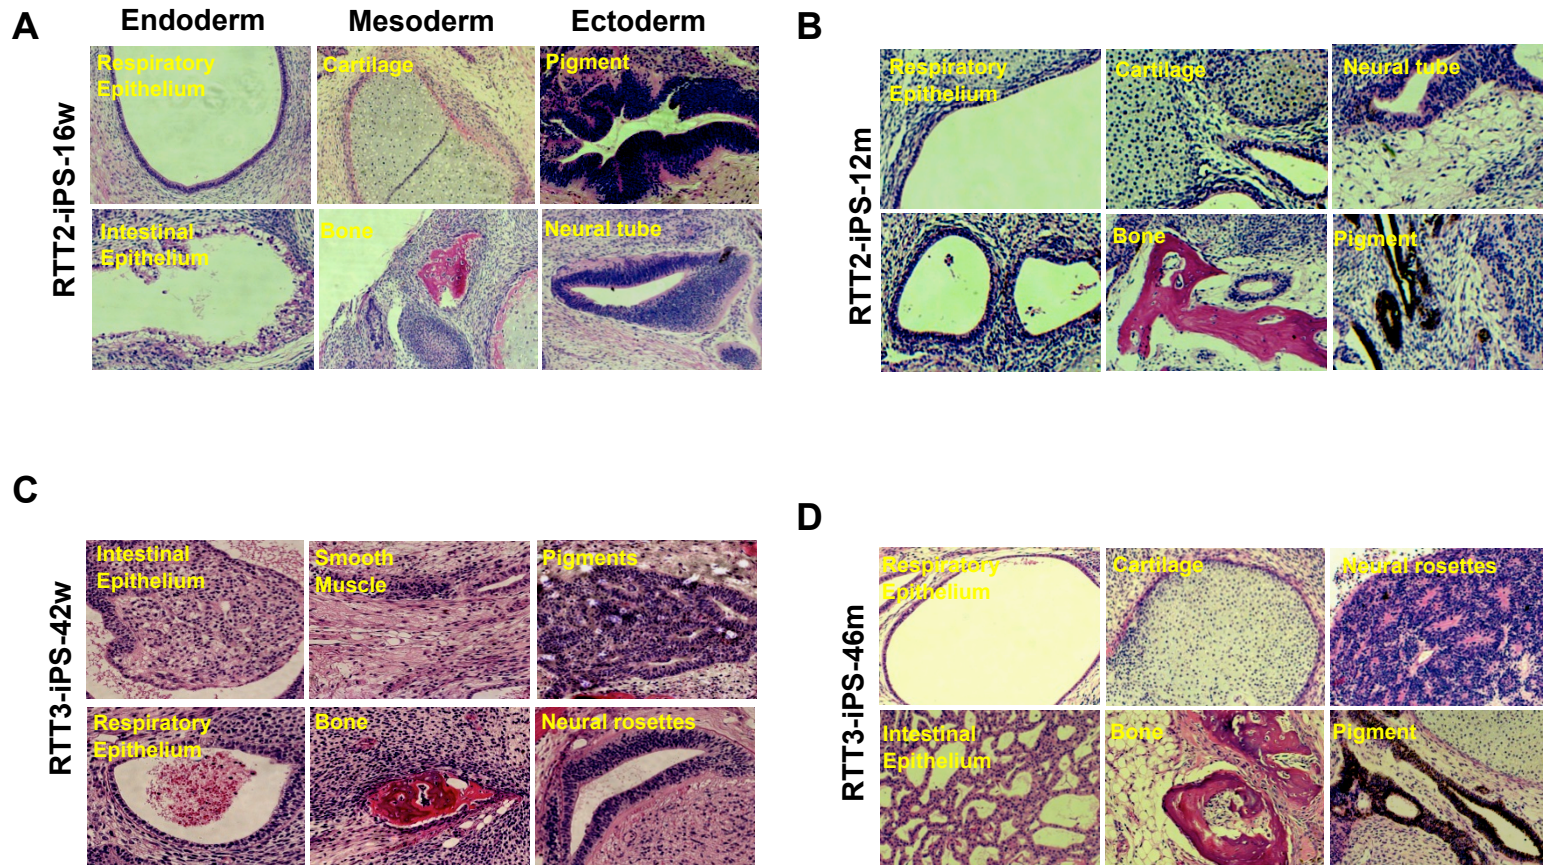 A
Endoderm
Mesoderm
Ectoderm
RTT2-iPS-16w
Respiratory
Epithelium
Cartilage
Pigment
Intestinal
Epithelium
Bone
Neural tube
B
RTT2-iPS-12m
Respiratory
Epithelium
Cartilage
Neural tube
Bone
Pigment
C
RTT3-iPS-42w
Intestinal
Epithelium
Smooth
Muscle
Pigments
Respiratory
Epithelium
Bone
Neural rosettes
D
RTT3-iPS-46m
Respiratory
Epithelium
Cartilage
Neural rosettes
Intestinal
Epithelium
Bone
Pigment